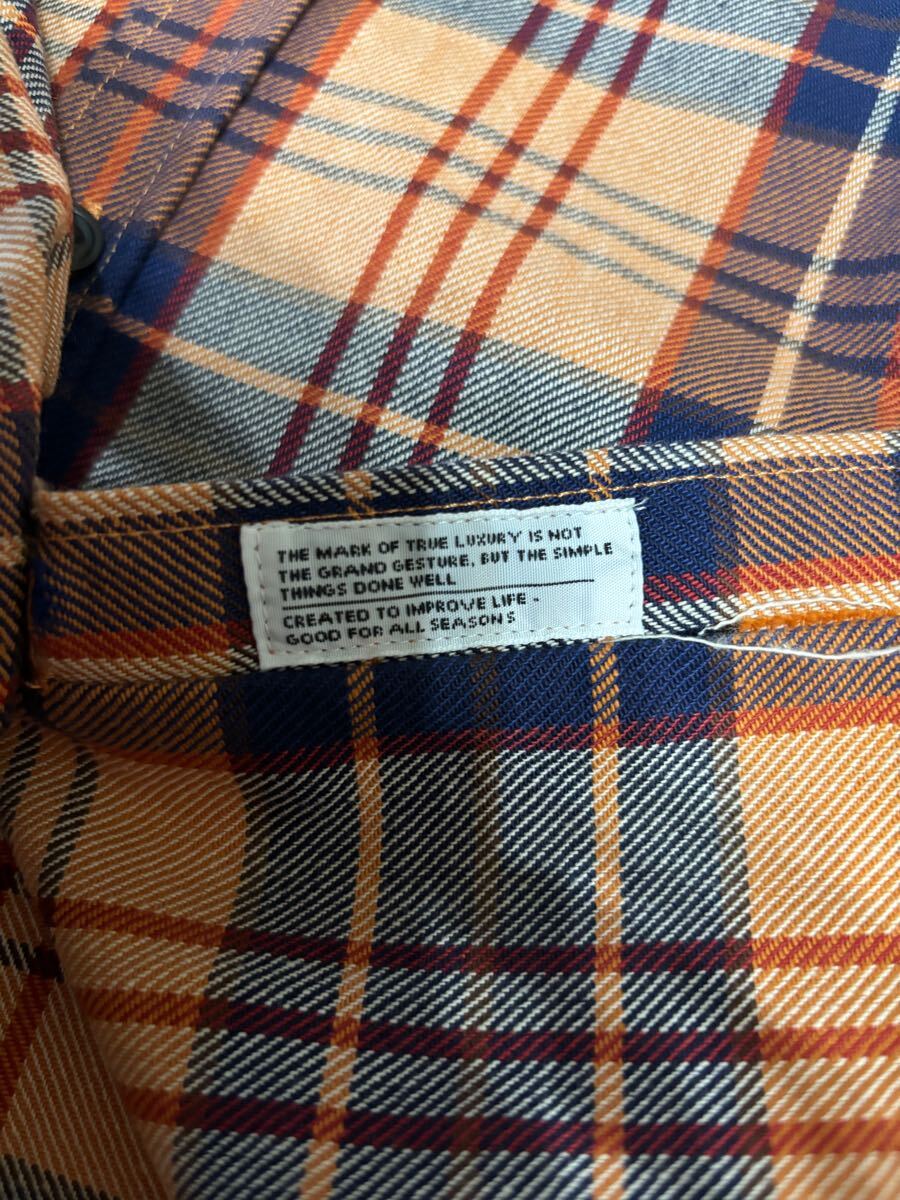 THE MARK OF TRUE LUXURY IS NOT
THE GRAND GESTURE, BUT THE SIMPLE
THINGS DONE WELL
CREATED TO IMPROVE LIFE -
GOOD FOR ALL SEASONS